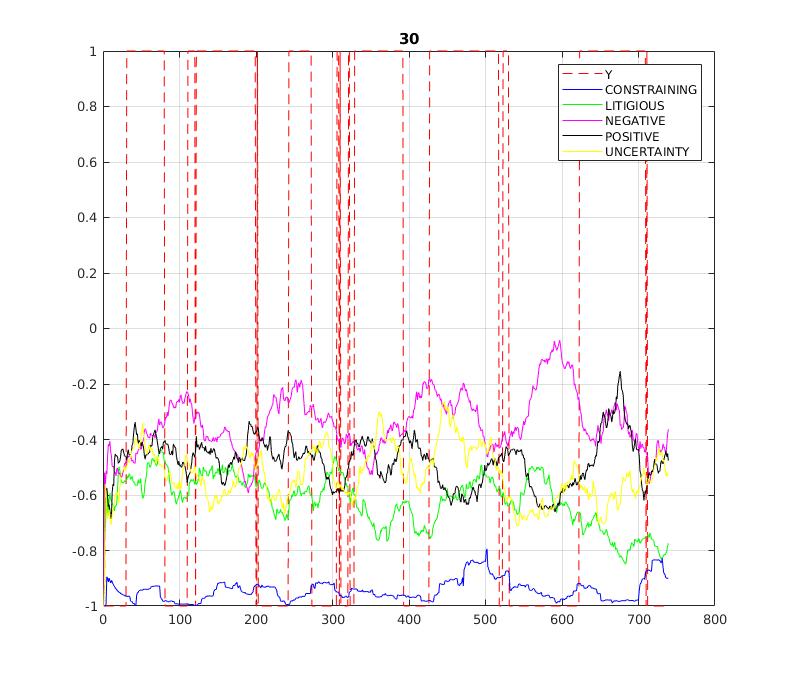 30
1
0.8
0.6
0.4
0.2
0
-0.2
-0.4
-0.6
-0.8
-1
Y
CONSTRAINING
LITIGIOUS
NEGATIVE
POSITIVE
UNCERTAINTY
0 100 200 300 400 500 600 700 800